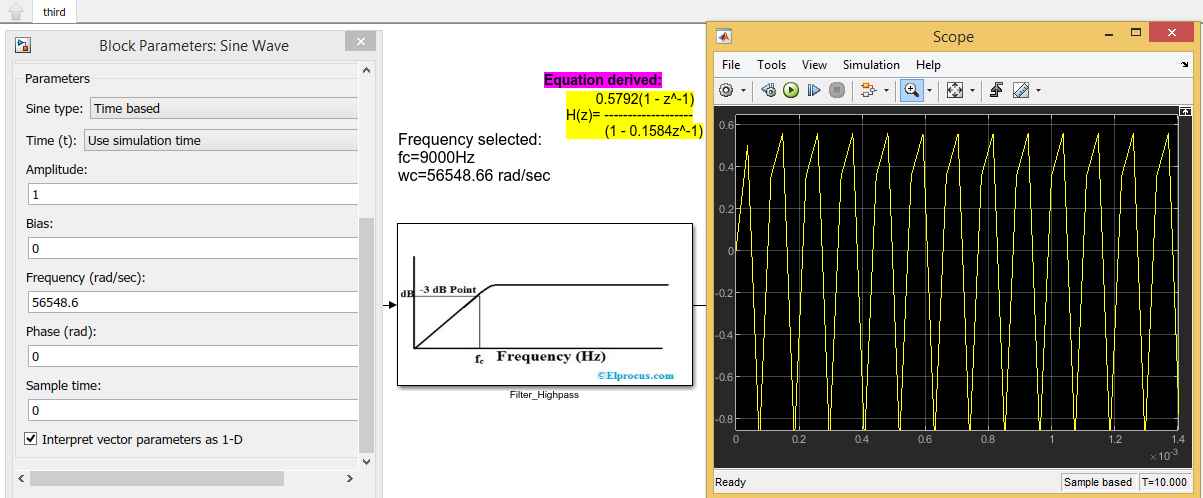 third
Block Parameters: Sine Wave
Parameters
Sine type: Time based
Time (t): Use simulation time
Amplitude:
1
Bias:
0
Frequency (rad/sec):
56548.6
Phase (rad):
0
Sample time:
0
Interpret vector parameters as 1-D
Equation derived:
0.5792(1 - z^-1)
H(z)= -------------------
(1 - 0.1584z^-1)
Frequency selected:
fc=9000Hz
wc=56548.66 rad/sec
dB
-3 dB Point
fc Frequency (Hz)
©Elprocus.com
Filter_Highpass
Scope
File Tools View Simulation Help
0.6
0.4
0.2
0
-0.2
-0.4
-0.6
-0.8
0 0.2 0.4 0.6 0.8 1 1.2 1.4
×10^-3
Ready Sample based T=10.000